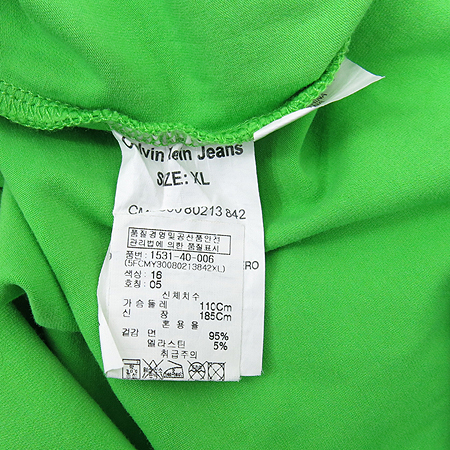 Calvin Klein Jeans
SIZE: XL
80213842
품질경영및공산품안전
관리법에 의한 품질표시
품번: 1531-40-006
(5FCMY30080213842XL)
색상: 16
호칭: 05
신체치수
가슴둘레 110Cm
신 장 185Cm
혼용율
겉감 면 95%
엘라스틴 5%
취급주의